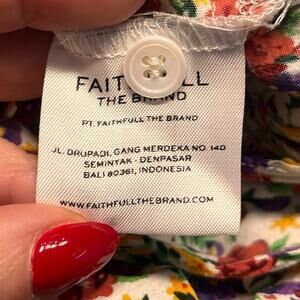 FAITHFULL
THE BRAND
PT. FAITHFULL THE BRAND
JL. DRUPADI, GANG MERDEKA NO 14D
SEMINYAK - DENPASAR
BALI 80361, INDONESIA
WWW.FAITHFULLTHEBRAND.COM